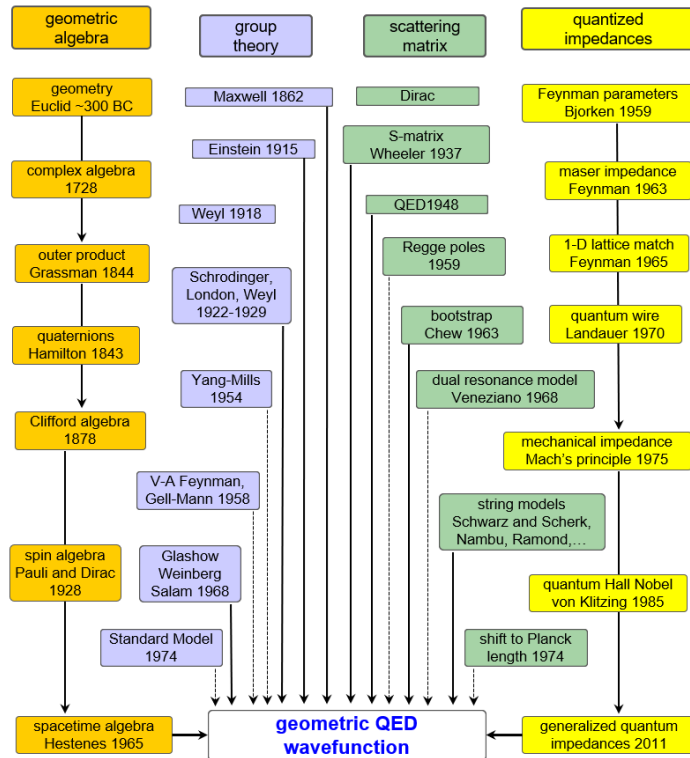 geometric
algebra
group
theory
scattering
matrix
quantized
impedances
geometry
Euclid ~300 BC
complex algebra
1728
outer product
Grassman 1844
quaternions
Hamilton 1843
Clifford algebra
1878
spin algebra
Pauli and Dirac
1928
spacetime algebra
Hestenes 1965
Maxwell 1862
Einstein 1915
Weyl 1918
Schrodinger,
London, Weyl
1922-1929
Yang-Mills
1954
V-A Feynman,
Gell-Mann 1958
Glashow
Weinberg
Salam 1968
Standard Model
1974
Dirac
S-matrix
Wheeler 1937
QED1948
Regge poles
1959
bootstrap
Chew 1963
dual resonance model
Veneziano 1968
string models
Schwarz and Scherk,
Nambu, Ramond,...
shift to Planck
length 1974
Feynman parameters
Bjorken 1959
maser impedance
Feynman 1963
1-D lattice match
Feynman 1965
quantum wire
Landauer 1970
mechanical impedance
Mach's principle 1975
quantum Hall Nobel
von Klitzing 1985
generalized quantum
impedances 2011
geometric QED
wavefunction